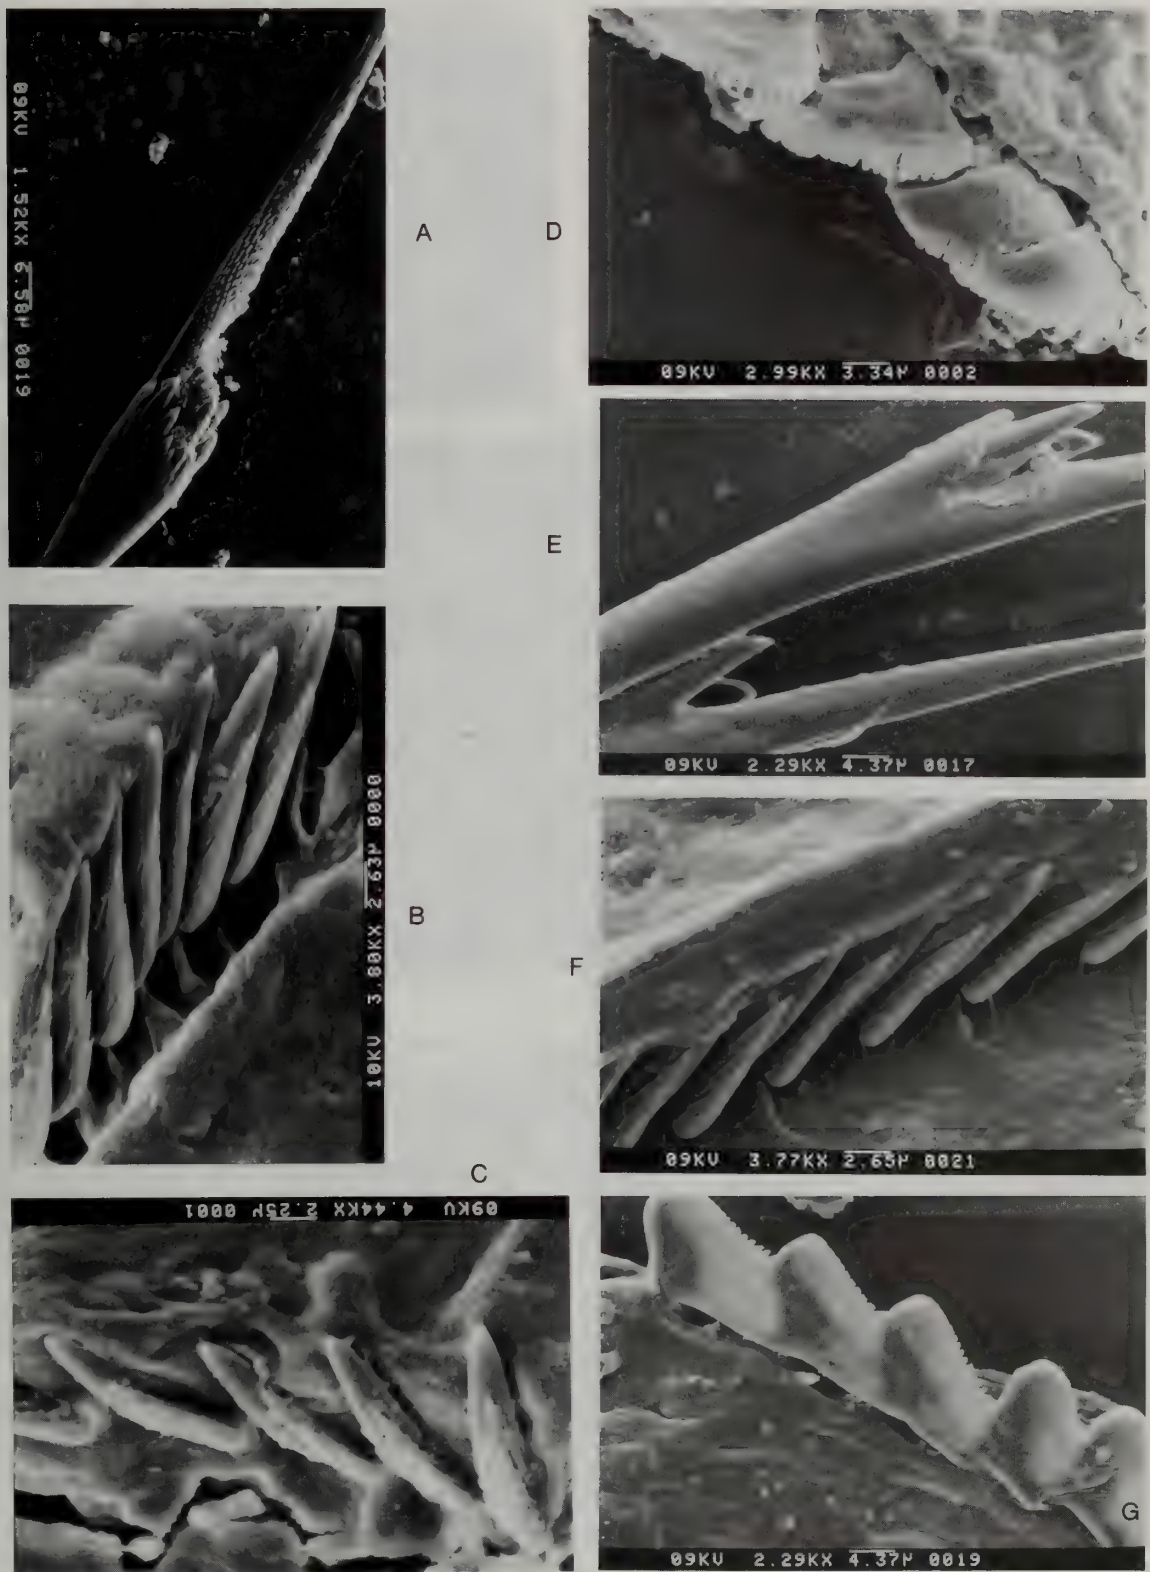 09KV 1.52KX 6.58µ 0019
A
10KV 3.80KX 2.63µ 0000
B
C
09KV 4.44KX 2.25µ 0001
D
09KV 2.99KX 3.34µ 0002
E
09KV 2.29KX 4.37µ 0017
F
09KV 3.77KX 2.65µ 0021
G
09KV 2.29KX 4.37µ 0019